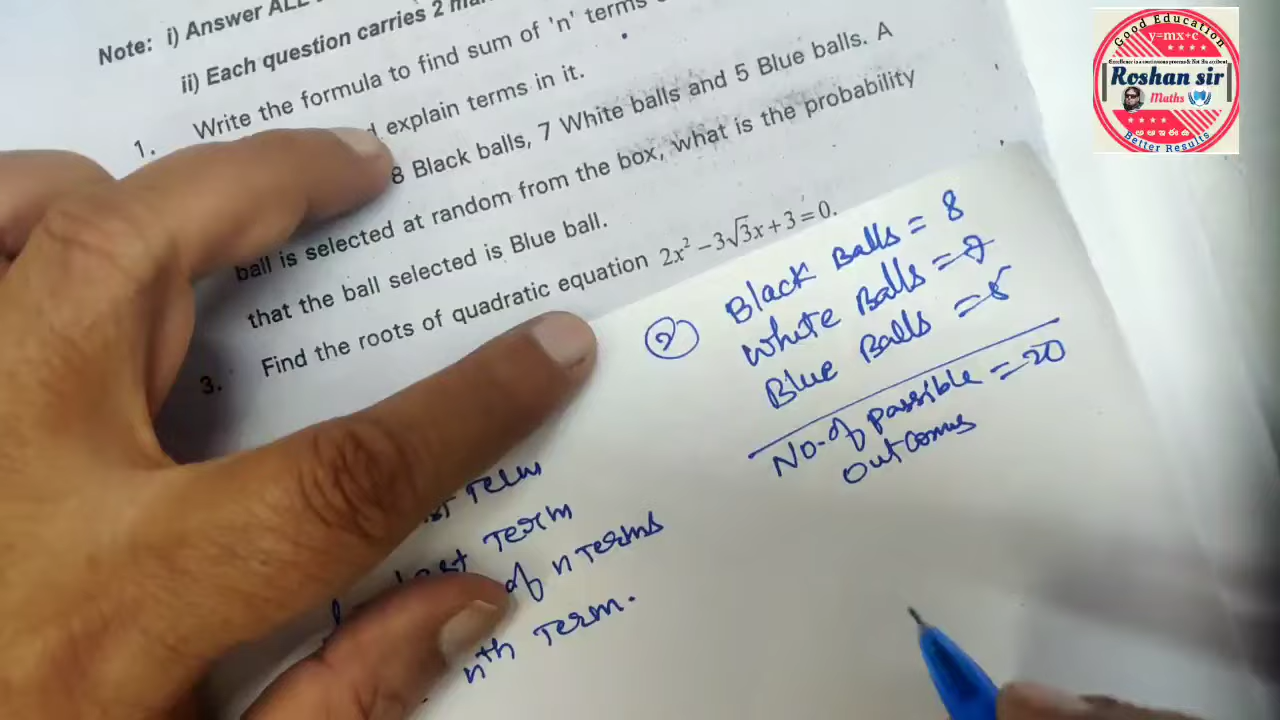 Note: i) Answer ALL
ii) Each question carries 2
1. Write the formula to find sum of 'n' terms
explain terms in it.
8 Black balls, 7 White balls and 5 Blue balls. A
ball is selected at random from the box, what is the probability
that the ball selected is Blue ball.
3. Find the roots of quadratic equation 2x² − 3√3x + 3 = 0.
Term
Last Term
of n Terms
nth Term.
2 Black Balls = 8
White Balls = 7
Blue Balls = 5
No. of possible = 20
outcomes
Good Education
y=mx+c
Roshan sir
Maths
Better Results